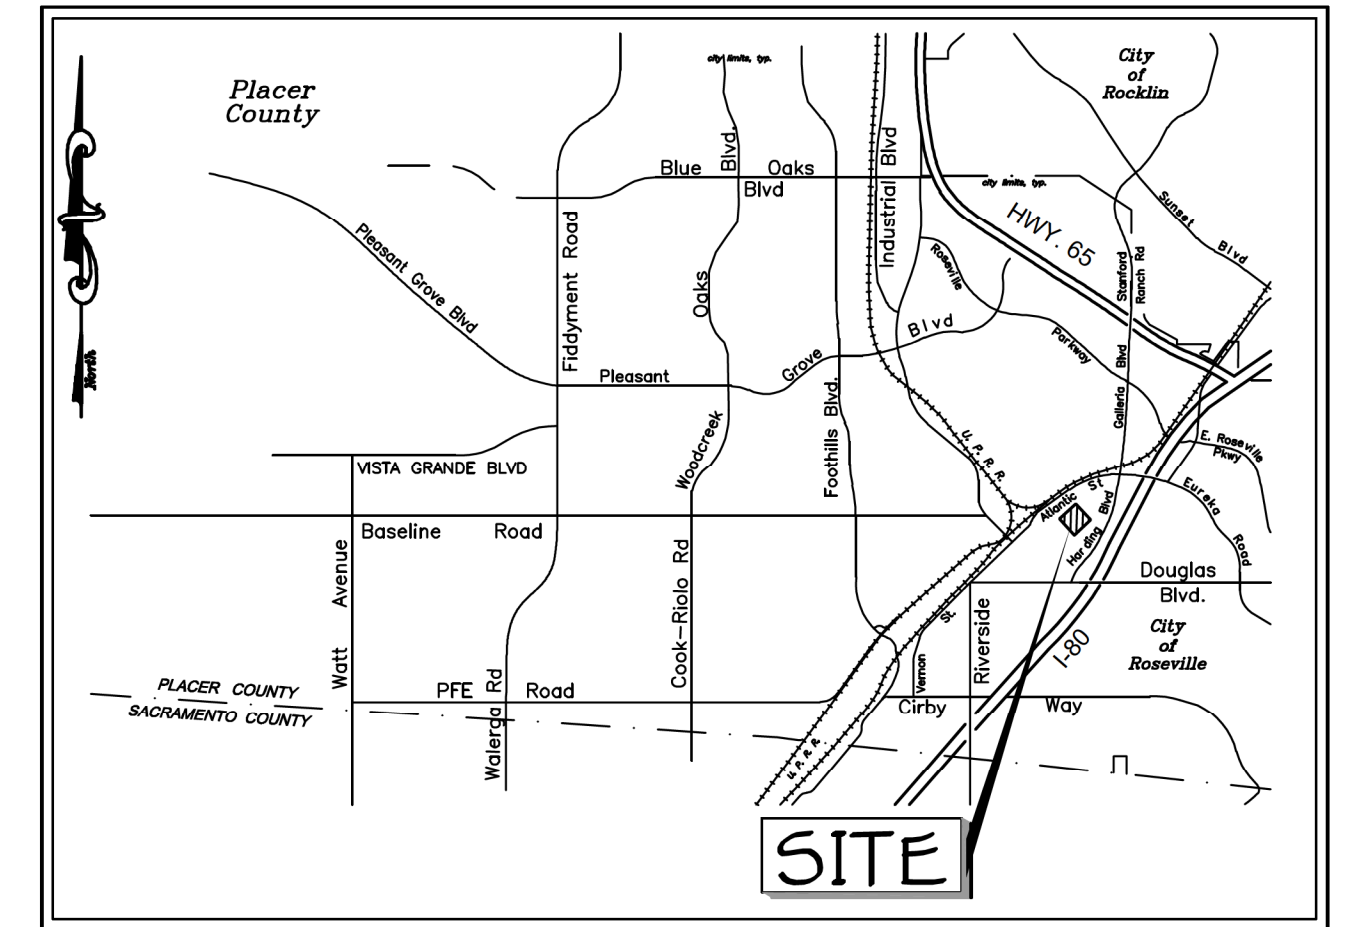 city limits, typ.
City
of
Rocklin
Placer
County
Blue Oaks
Blvd
Blvd.
Oaks
Woodcreek
Industrial Blvd
city limits, typ.
HWY. 65
Sunset Blvd
Pleasant Grove Blvd
Fiddyment Road
Roseville Parkway
Stanford
Ranch Rd
Galleria Blvd
North
Pleasant Grove Blvd
Foothills Blvd.
U. P. R. R.
E. Roseville
Pkwy
VISTA GRANDE BLVD
Atlantic St
Harding Blvd
Eureka Road
Baseline Road
Watt Avenue
Cook-Riolo Rd
Douglas
Blvd.
Riverside
Vernon St.
City
of
Roseville
I-80
PLACER COUNTY
SACRAMENTO COUNTY
PFE Road
Walerga Rd
Cirby Way
U. P. R. R.
SITE